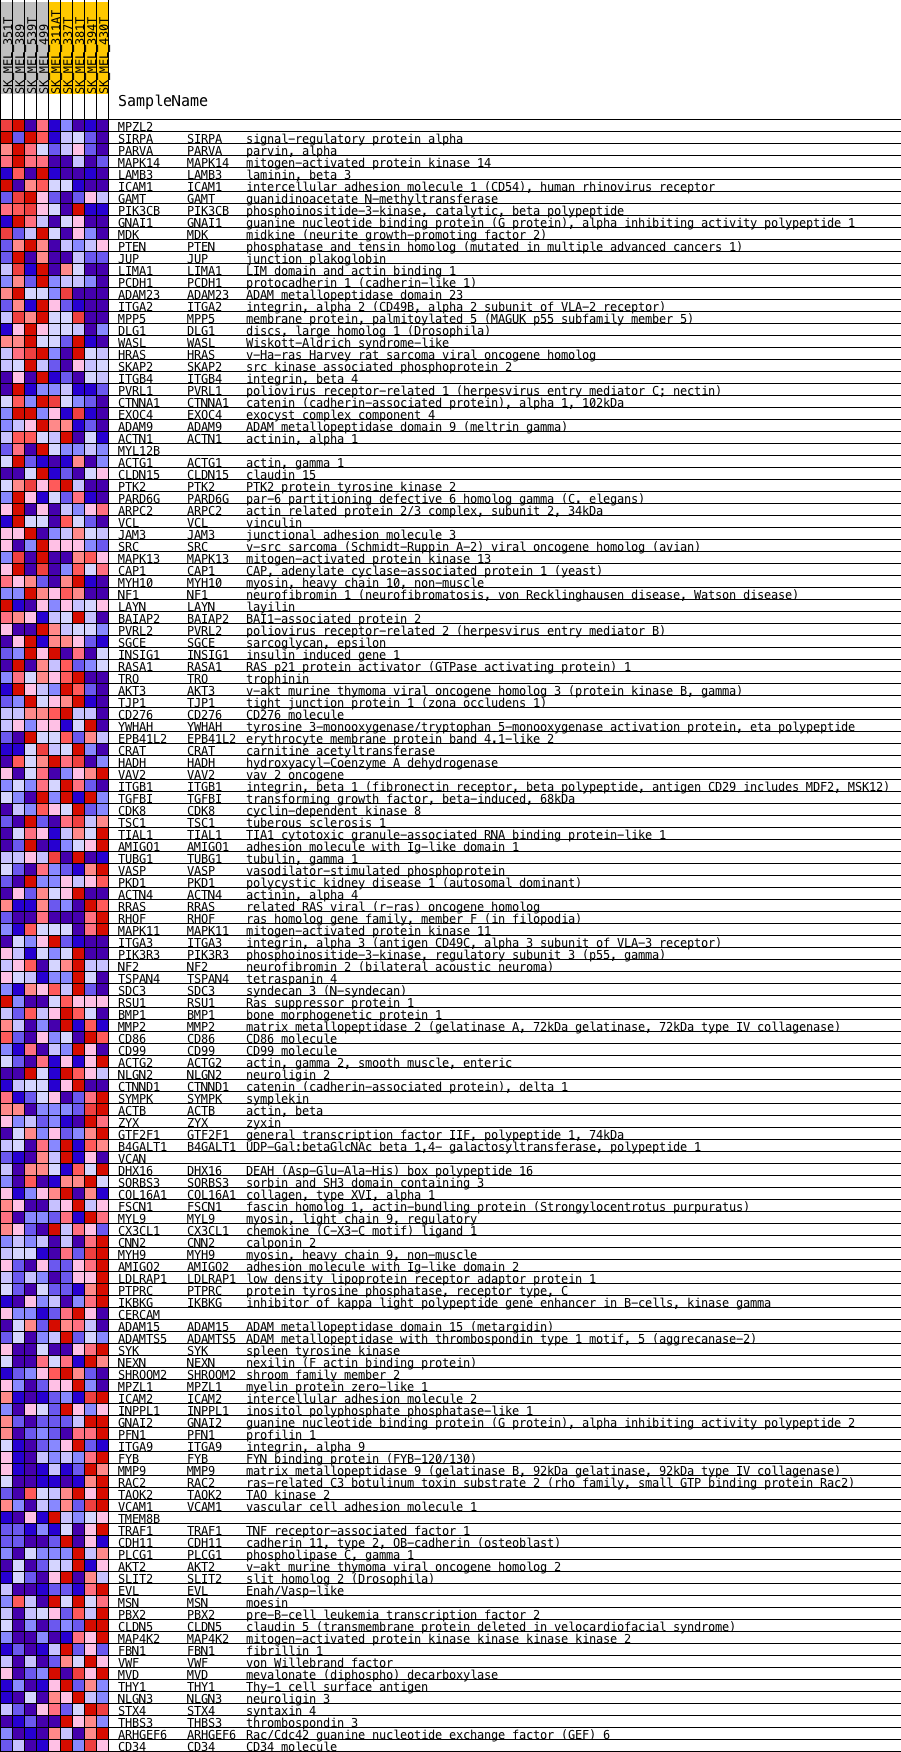 SK_MEL_351T
SK_MEL_389
SK_MEL_539T
SK_MEL_499
SK_MEL_311AT
SK_MEL_337T
SK_MEL_381T
SK_MEL_394T
SK_MEL_430T
SampleName
MPZL2
SIRPA SIRPA signal-regulatory protein alpha
PARVA PARVA parvin, alpha
MAPK14 MAPK14 mitogen-activated protein kinase 14
LAMB3 LAMB3 laminin, beta 3
ICAM1 ICAM1 intercellular adhesion molecule 1 (CD54), human rhinovirus receptor
GAMT GAMT guanidinoacetate N-methyltransferase
PIK3CB PIK3CB phosphoinositide-3-kinase, catalytic, beta polypeptide
GNAI1 GNAI1 guanine nucleotide binding protein (G protein), alpha inhibiting activity polypeptide 1
MDK MDK midkine (neurite growth-promoting factor 2)
PTEN PTEN phosphatase and tensin homolog (mutated in multiple advanced cancers 1)
JUP JUP junction plakoglobin
LIMA1 LIMA1 LIM domain and actin binding 1
PCDH1 PCDH1 protocadherin 1 (cadherin-like 1)
ADAM23 ADAM23 ADAM metallopeptidase domain 23
ITGA2 ITGA2 integrin, alpha 2 (CD49B, alpha 2 subunit of VLA-2 receptor)
MPP5 MPP5 membrane protein, palmitoylated 5 (MAGUK p55 subfamily member 5)
DLG1 DLG1 discs, large homolog 1 (Drosophila)
WASL WASL Wiskott-Aldrich syndrome-like
HRAS HRAS v-Ha-ras Harvey rat sarcoma viral oncogene homolog
SKAP2 SKAP2 src kinase associated phosphoprotein 2
ITGB4 ITGB4 integrin, beta 4
PVRL1 PVRL1 poliovirus receptor-related 1 (herpesvirus entry mediator C; nectin)
CTNNA1 CTNNA1 catenin (cadherin-associated protein), alpha 1, 102kDa
EXOC4 EXOC4 exocyst complex component 4
ADAM9 ADAM9 ADAM metallopeptidase domain 9 (meltrin gamma)
ACTN1 ACTN1 actinin, alpha 1
MYL12B
ACTG1 ACTG1 actin, gamma 1
CLDN15 CLDN15 claudin 15
PTK2 PTK2 PTK2 protein tyrosine kinase 2
PARD6G PARD6G par-6 partitioning defective 6 homolog gamma (C. elegans)
ARPC2 ARPC2 actin related protein 2/3 complex, subunit 2, 34kDa
VCL VCL vinculin
JAM3 JAM3 junctional adhesion molecule 3
SRC SRC v-src sarcoma (Schmidt-Ruppin A-2) viral oncogene homolog (avian)
MAPK13 MAPK13 mitogen-activated protein kinase 13
CAP1 CAP1 CAP, adenylate cyclase-associated protein 1 (yeast)
MYH10 MYH10 myosin, heavy chain 10, non-muscle
NF1 NF1 neurofibromin 1 (neurofibromatosis, von Recklinghausen disease, Watson disease)
LAYN LAYN layilin
BAIAP2 BAIAP2 BAI1-associated protein 2
PVRL2 PVRL2 poliovirus receptor-related 2 (herpesvirus entry mediator B)
SGCE SGCE sarcoglycan, epsilon
INSIG1 INSIG1 insulin induced gene 1
RASA1 RASA1 RAS p21 protein activator (GTPase activating protein) 1
TRO TRO trophinin
AKT3 AKT3 v-akt murine thymoma viral oncogene homolog 3 (protein kinase B, gamma)
TJP1 TJP1 tight junction protein 1 (zona occludens 1)
CD276 CD276 CD276 molecule
YWHAH YWHAH tyrosine 3-monooxygenase/tryptophan 5-monooxygenase activation protein, eta polypeptide
EPB41L2 EPB41L2 erythrocyte membrane protein band 4.1-like 2
CRAT CRAT carnitine acetyltransferase
HADH HADH hydroxyacyl-Coenzyme A dehydrogenase
VAV2 VAV2 vav 2 oncogene
ITGB1 ITGB1 integrin, beta 1 (fibronectin receptor, beta polypeptide, antigen CD29 includes MDF2, MSK12)
TGFBI TGFBI transforming growth factor, beta-induced, 68kDa
CDK8 CDK8 cyclin-dependent kinase 8
TSC1 TSC1 tuberous sclerosis 1
TIAL1 TIAL1 TIA1 cytotoxic granule-associated RNA binding protein-like 1
AMIGO1 AMIGO1 adhesion molecule with Ig-like domain 1
TUBG1 TUBG1 tubulin, gamma 1
VASP VASP vasodilator-stimulated phosphoprotein
PKD1 PKD1 polycystic kidney disease 1 (autosomal dominant)
ACTN4 ACTN4 actinin, alpha 4
RRAS RRAS related RAS viral (r-ras) oncogene homolog
RHOF RHOF ras homolog gene family, member F (in filopodia)
MAPK11 MAPK11 mitogen-activated protein kinase 11
ITGA3 ITGA3 integrin, alpha 3 (antigen CD49C, alpha 3 subunit of VLA-3 receptor)
PIK3R3 PIK3R3 phosphoinositide-3-kinase, regulatory subunit 3 (p55, gamma)
NF2 NF2 neurofibromin 2 (bilateral acoustic neuroma)
TSPAN4 TSPAN4 tetraspanin 4
SDC3 SDC3 syndecan 3 (N-syndecan)
RSU1 RSU1 Ras suppressor protein 1
BMP1 BMP1 bone morphogenetic protein 1
MMP2 MMP2 matrix metallopeptidase 2 (gelatinase A, 72kDa gelatinase, 72kDa type IV collagenase)
CD86 CD86 CD86 molecule
CD99 CD99 CD99 molecule
ACTG2 ACTG2 actin, gamma 2, smooth muscle, enteric
NLGN2 NLGN2 neuroligin 2
CTNND1 CTNND1 catenin (cadherin-associated protein), delta 1
SYMPK SYMPK symplekin
ACTB ACTB actin, beta
ZYX ZYX zyxin
GTF2F1 GTF2F1 general transcription factor IIF, polypeptide 1, 74kDa
B4GALT1 B4GALT1 UDP-Gal:betaGlcNAc beta 1,4- galactosyltransferase, polypeptide 1
VCAN
DHX16 DHX16 DEAH (Asp-Glu-Ala-His) box polypeptide 16
SORBS3 SORBS3 sorbin and SH3 domain containing 3
COL16A1 COL16A1 collagen, type XVI, alpha 1
FSCN1 FSCN1 fascin homolog 1, actin-bundling protein (Strongylocentrotus purpuratus)
MYL9 MYL9 myosin, light chain 9, regulatory
CX3CL1 CX3CL1 chemokine (C-X3-C motif) ligand 1
CNN2 CNN2 calponin 2
MYH9 MYH9 myosin, heavy chain 9, non-muscle
AMIGO2 AMIGO2 adhesion molecule with Ig-like domain 2
LDLRAP1 LDLRAP1 low density lipoprotein receptor adaptor protein 1
PTPRC PTPRC protein tyrosine phosphatase, receptor type, C
IKBKG IKBKG inhibitor of kappa light polypeptide gene enhancer in B-cells, kinase gamma
CERCAM
ADAM15 ADAM15 ADAM metallopeptidase domain 15 (metargidin)
ADAMTS5 ADAMTS5 ADAM metallopeptidase with thrombospondin type 1 motif, 5 (aggrecanase-2)
SYK SYK spleen tyrosine kinase
NEXN NEXN nexilin (F actin binding protein)
SHROOM2 SHROOM2 shroom family member 2
MPZL1 MPZL1 myelin protein zero-like 1
ICAM2 ICAM2 intercellular adhesion molecule 2
INPPL1 INPPL1 inositol polyphosphate phosphatase-like 1
GNAI2 GNAI2 guanine nucleotide binding protein (G protein), alpha inhibiting activity polypeptide 2
PFN1 PFN1 profilin 1
ITGA9 ITGA9 integrin, alpha 9
FYB FYB FYN binding protein (FYB-120/130)
MMP9 MMP9 matrix metallopeptidase 9 (gelatinase B, 92kDa gelatinase, 92kDa type IV collagenase)
RAC2 RAC2 ras-related C3 botulinum toxin substrate 2 (rho family, small GTP binding protein Rac2)
TAOK2 TAOK2 TAO kinase 2
VCAM1 VCAM1 vascular cell adhesion molecule 1
TMEM8B
TRAF1 TRAF1 TNF receptor-associated factor 1
CDH11 CDH11 cadherin 11, type 2, OB-cadherin (osteoblast)
PLCG1 PLCG1 phospholipase C, gamma 1
AKT2 AKT2 v-akt murine thymoma viral oncogene homolog 2
SLIT2 SLIT2 slit homolog 2 (Drosophila)
EVL EVL Enah/Vasp-like
MSN MSN moesin
PBX2 PBX2 pre-B-cell leukemia transcription factor 2
CLDN5 CLDN5 claudin 5 (transmembrane protein deleted in velocardiofacial syndrome)
MAP4K2 MAP4K2 mitogen-activated protein kinase kinase kinase kinase 2
FBN1 FBN1 fibrillin 1
VWF VWF von Willebrand factor
MVD MVD mevalonate (diphospho) decarboxylase
THY1 THY1 Thy-1 cell surface antigen
NLGN3 NLGN3 neuroligin 3
STX4 STX4 syntaxin 4
THBS3 THBS3 thrombospondin 3
ARHGEF6 ARHGEF6 Rac/Cdc42 guanine nucleotide exchange factor (GEF) 6
CD34 CD34 CD34 molecule